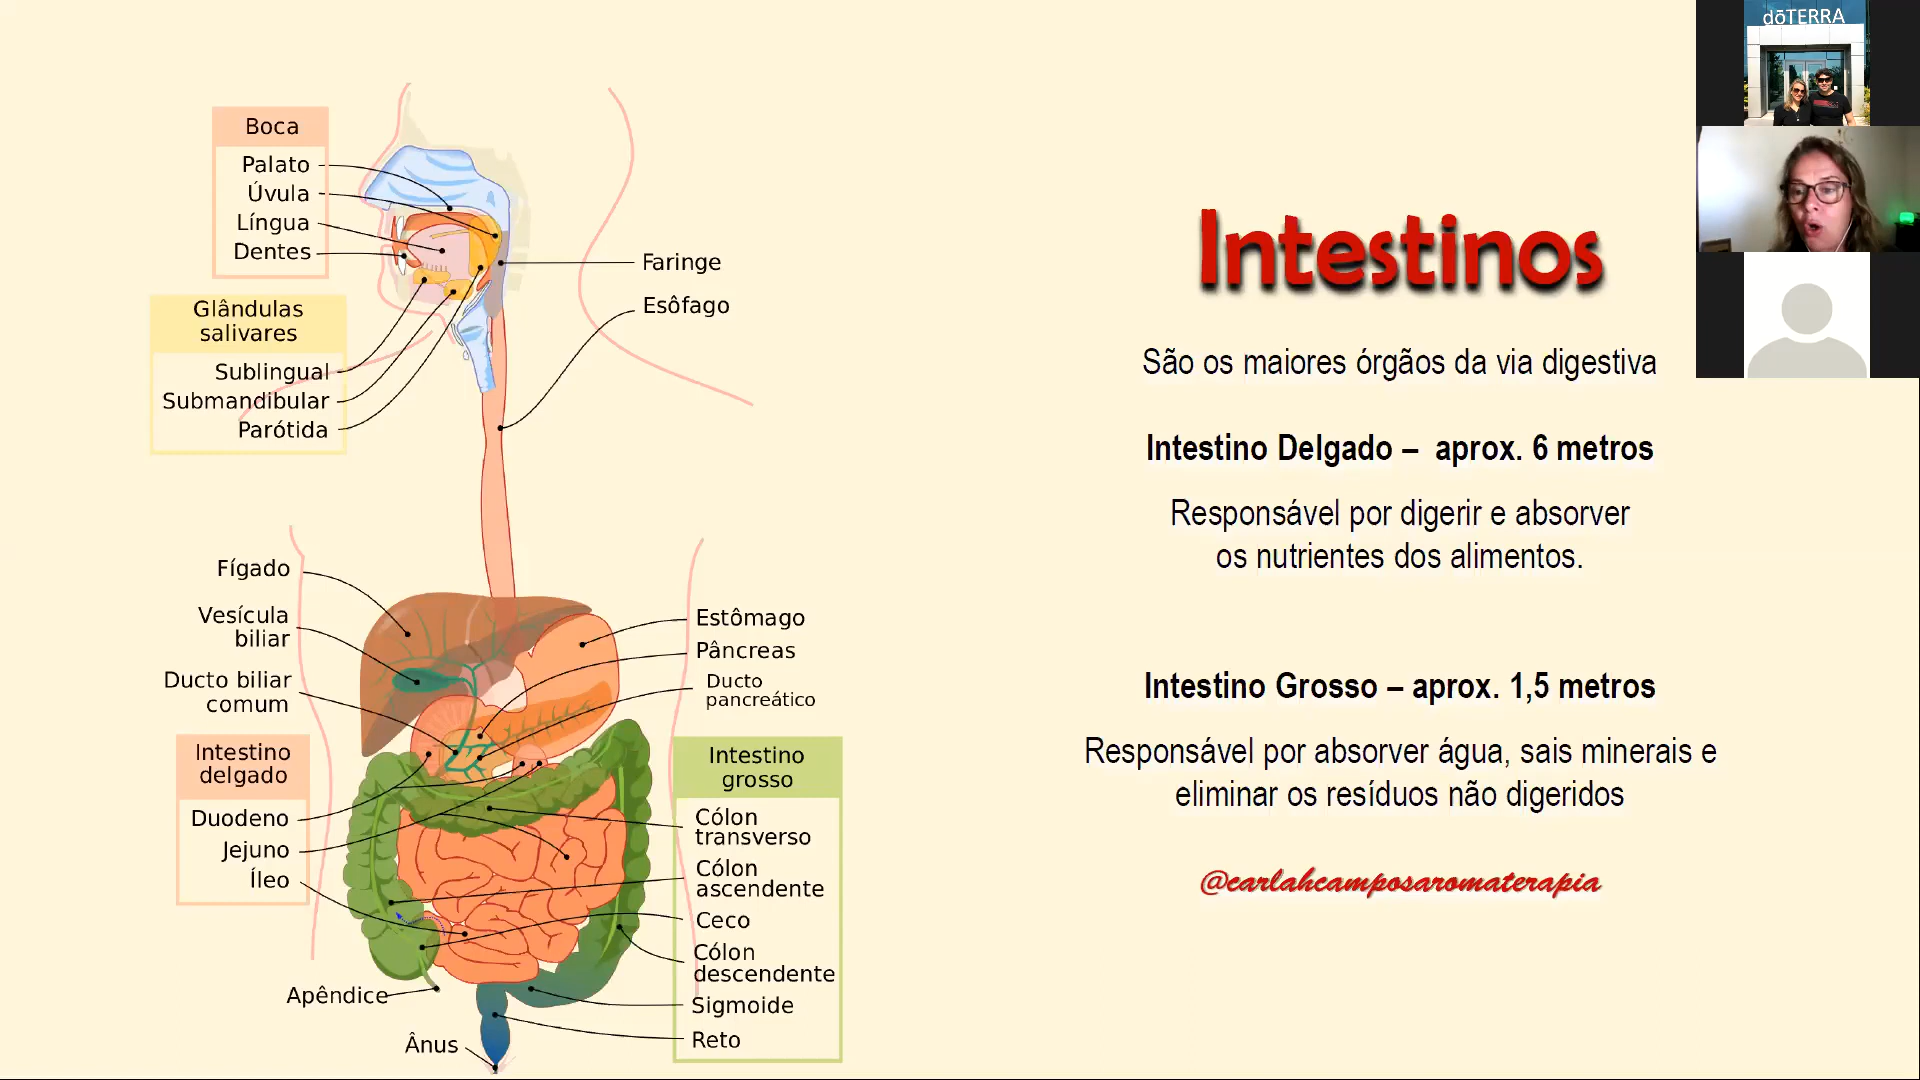 Boca
Palato
Úvula
Língua
Dentes
Glândulas
salivares
Sublingual
Submandibular
Parótida
Faringe
Esôfago
Fígado
Vesícula
biliar
Ducto biliar
comum
Intestino
delgado
Duodeno
Jejuno
Íleo
Apêndice
Ânus
Estômago
Pâncreas
Ducto
pancreático
Intestino
grosso
Cólon
transverso
Cólon
ascendente
Ceco
Cólon
descendente
Sigmoide
Reto
Intestinos
São os maiores órgãos da via digestiva
Intestino Delgado – aprox. 6 metros
Responsável por digerir e absorver
os nutrientes dos alimentos.
Intestino Grosso – aprox. 1,5 metros
Responsável por absorver água, sais minerais e
eliminar os resíduos não digeridos
@carlahcamposaromaterapia
dōTERRA